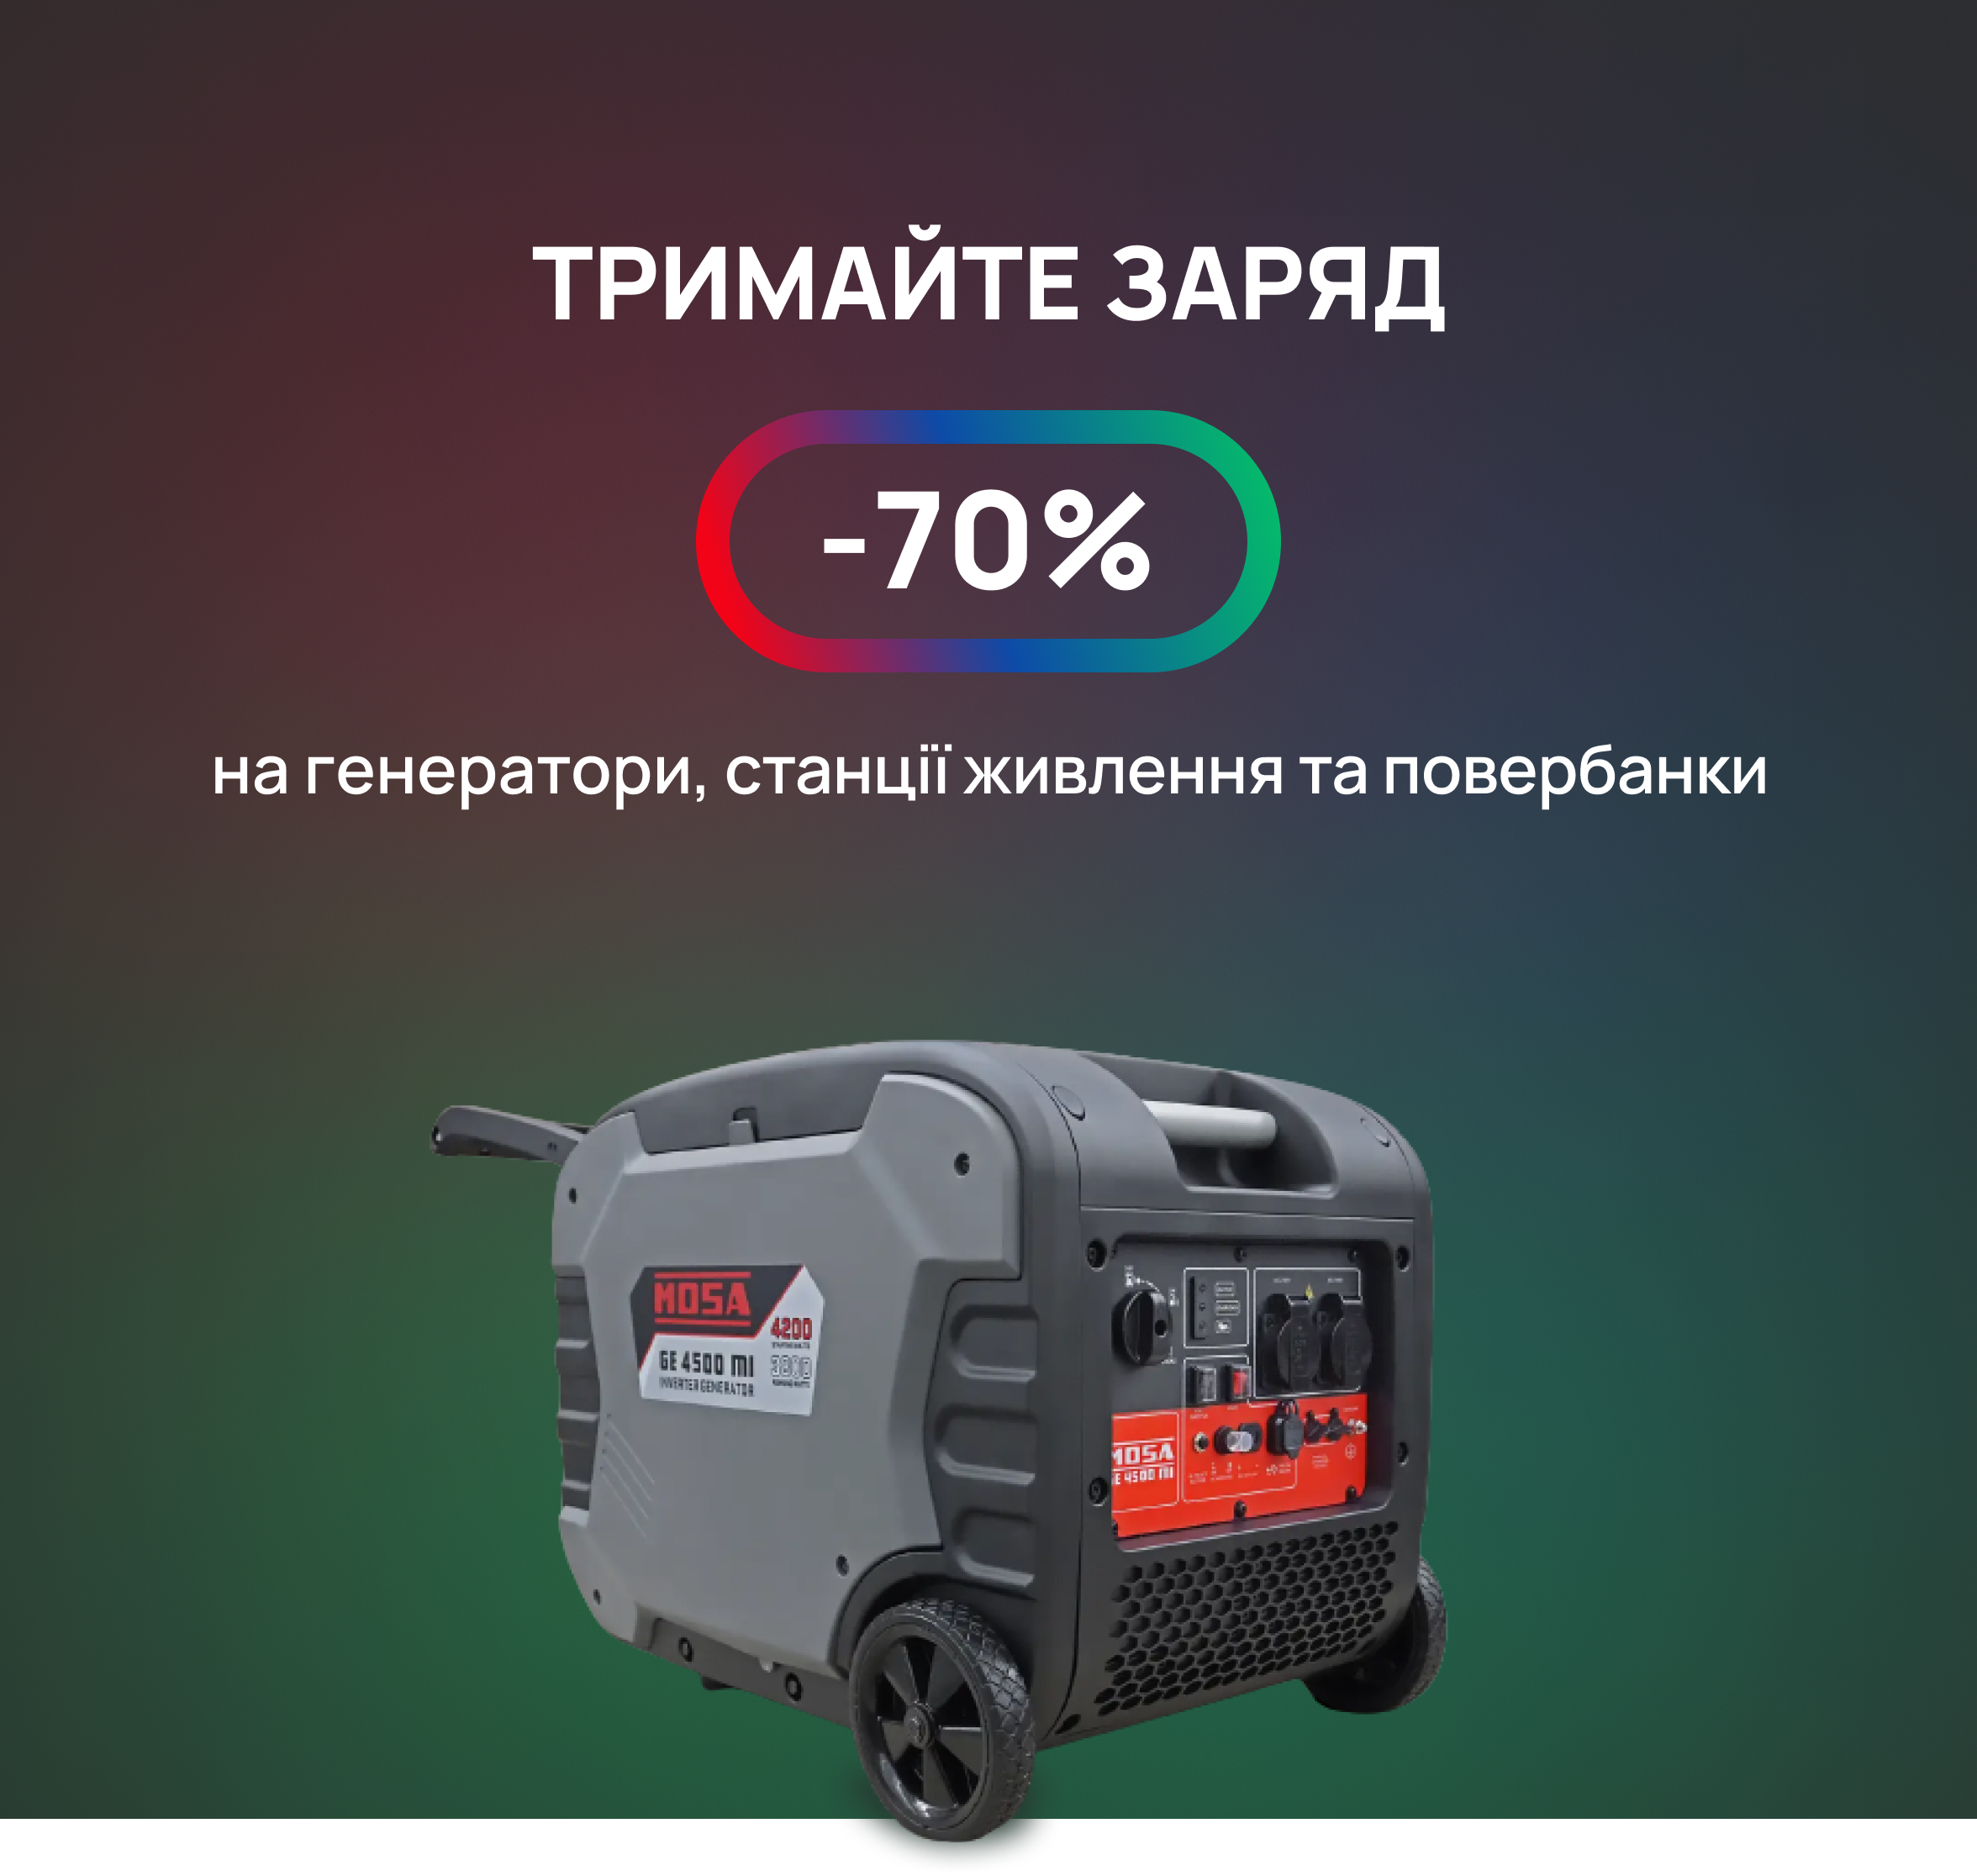 ТРИМАЙТЕ ЗАРЯД
-70%
на генератори, станції живлення та повербанки
MOSA
4200
GE 4500 MI
3800
INVERTER GENERATOR
MOSA
GE 4500 MI